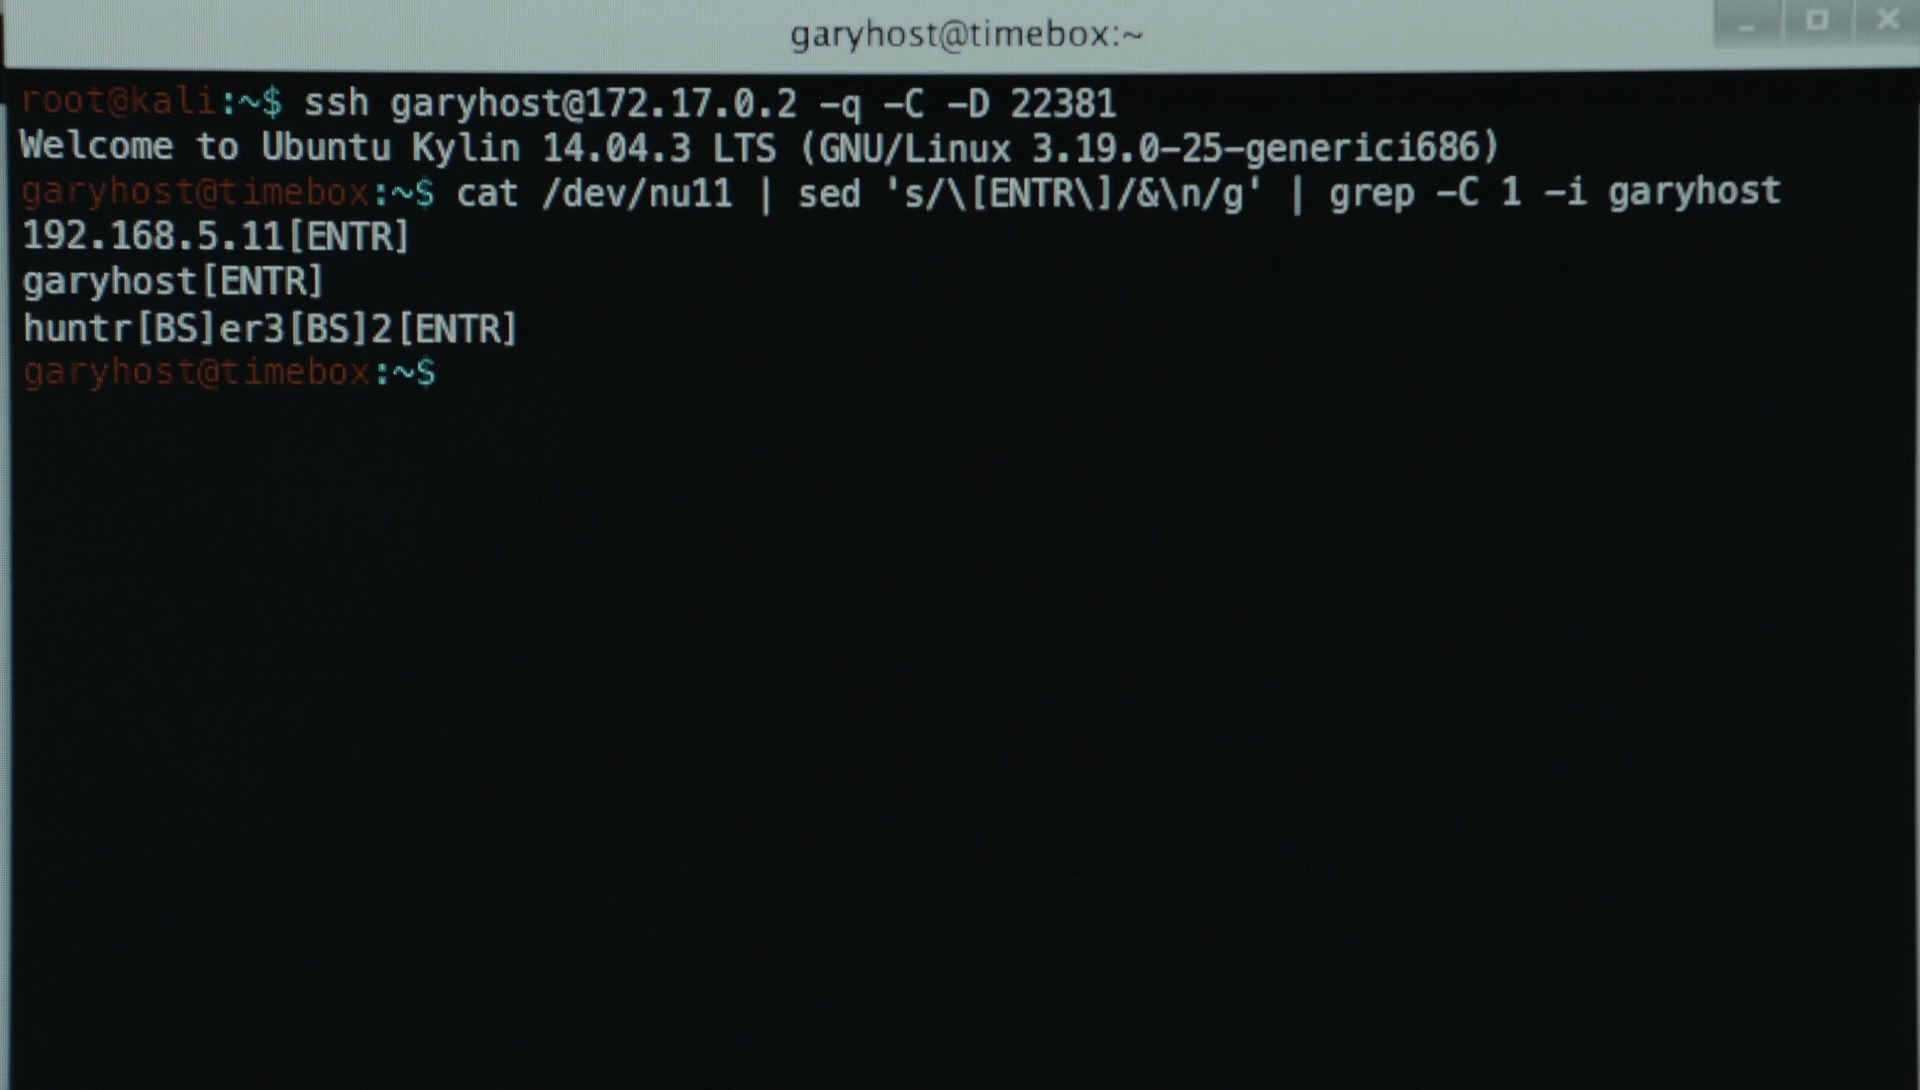 garyhost@timebox:~
root@kali:~$ ssh garyhost@172.17.0.2 -q -C -D 22381
Welcome to Ubuntu Kylin 14.04.3 LTS (GNU/Linux 3.19.0-25-generici686)
garyhost@timebox:~$ cat /dev/nu11 | sed 's/\[ENTR\]/&\n/g' | grep -C 1 -i garyhost
192.168.5.11[ENTR]
garyhost[ENTR]
huntr[BS]er3[BS]2[ENTR]
garyhost@timebox:~$